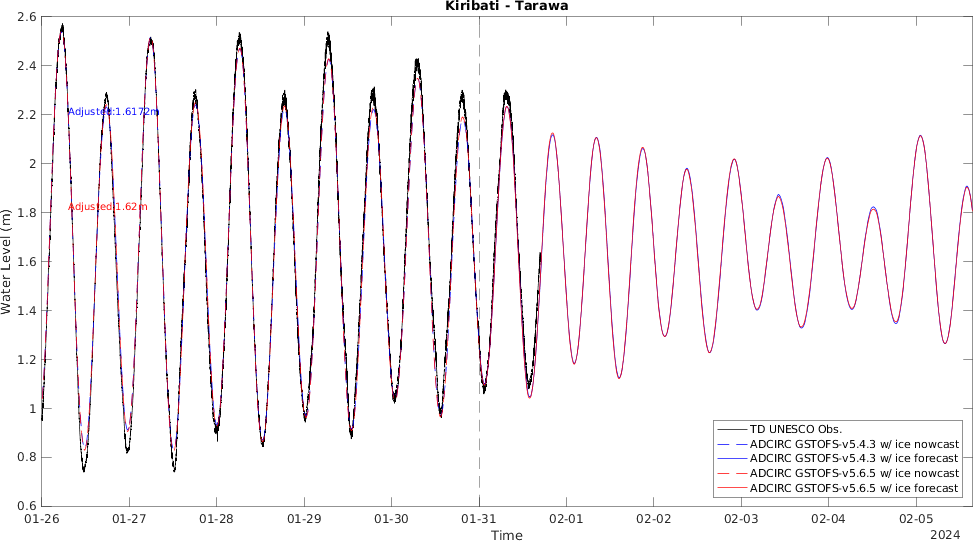 Kiribati - Tarawa
2.6
2.4
2.2
2
1.8
1.6
1.4
1.2
1
0.8
0.6
Water Level (m)
Adjusted:1.6172m
Adjusted:1.62m
TD UNESCO Obs.
ADCIRC GSTOFS-v5.4.3 w/ ice nowcast
ADCIRC GSTOFS-v5.4.3 w/ ice forecast
ADCIRC GSTOFS-v5.6.5 w/ ice nowcast
ADCIRC GSTOFS-v5.6.5 w/ ice forecast
01-26 01-27 01-28 01-29 01-30 01-31 02-01 02-02 02-03 02-04 02-05
Time
2024